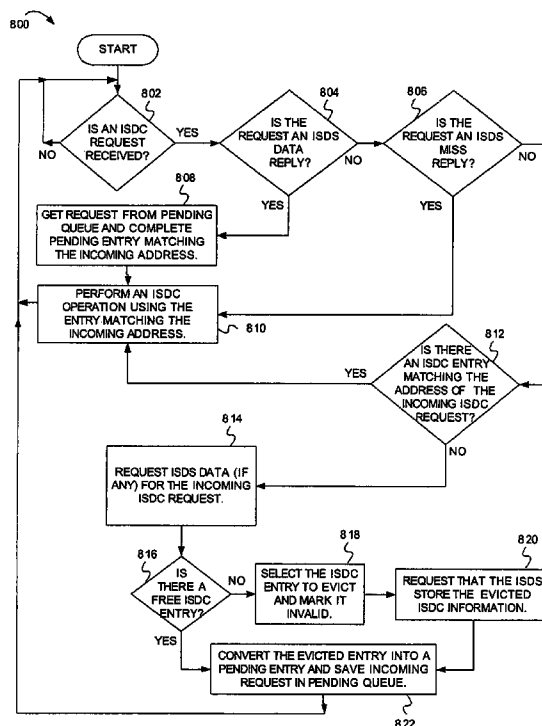 800
START
802
IS AN ISDC
REQUEST
RECEIVED?
NO
YES
804
IS THE
REQUEST AN ISDS
DATA
REPLY?
NO
YES
806
IS THE
REQUEST AN ISDS
MISS
REPLY?
NO
YES
808
GET REQUEST FROM PENDING
QUEUE AND COMPLETE
PENDING ENTRY MATCHING
THE INCOMING ADDRESS.
PERFORM AN ISDC
OPERATION USING THE
ENTRY MATCHING THE
INCOMING ADDRESS.
810
812
IS THERE
AN ISDC ENTRY
MATCHING THE
ADDRESS OF THE
INCOMING ISDC
REQUEST?
YES
NO
814
REQUEST ISDS DATA (IF
ANY) FOR THE INCOMING
ISDC REQUEST.
816
IS
THERE A
FREE ISDC
ENTRY?
NO
YES
818
SELECT THE ISDC
ENTRY TO EVICT
AND MARK IT
INVALID.
820
REQUEST THAT THE ISDS
STORE THE EVICTED
ISDC INFORMATION.
CONVERT THE EVICTED ENTRY INTO A
PENDING ENTRY AND SAVE INCOMING
REQUEST IN PENDING QUEUE.
822